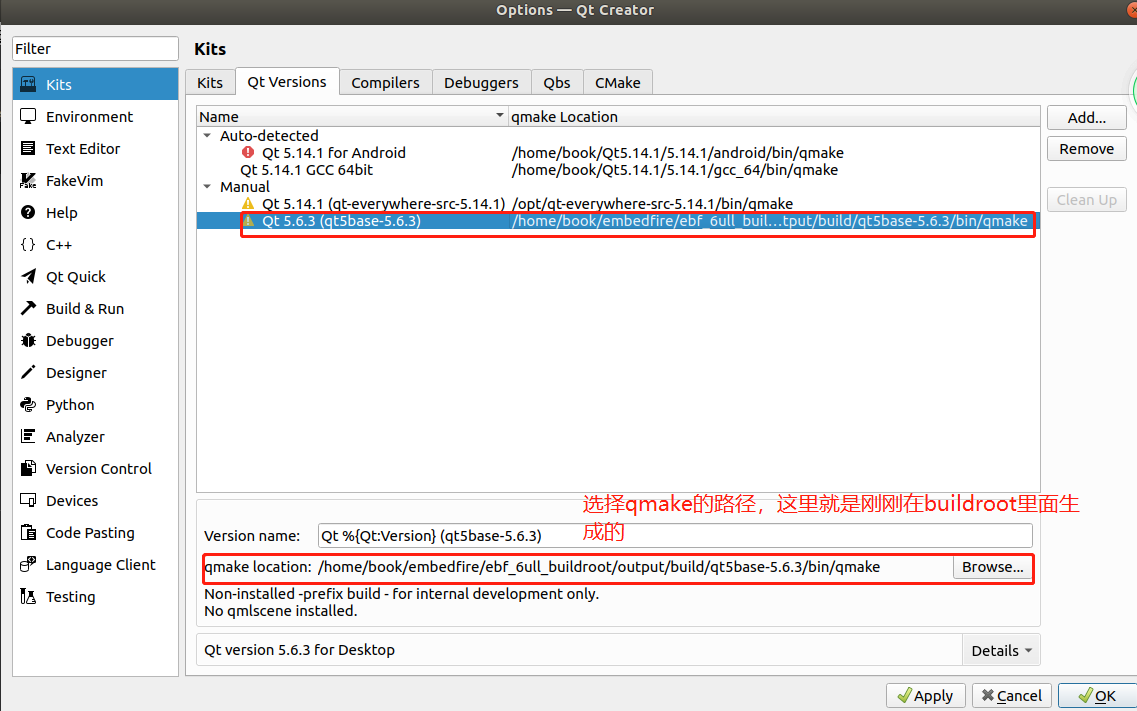 Options — Qt Creator
Filter
Kits
Environment
Text Editor
FakeVim
Help
C++
Qt Quick
Build & Run
Debugger
Designer
Python
Analyzer
Version Control
Devices
Code Pasting
Language Client
Testing
Kits
Kits Qt Versions Compilers Debuggers Qbs CMake
Name qmake Location
Auto-detected
Qt 5.14.1 for Android /home/book/Qt5.14.1/5.14.1/android/bin/qmake
Qt 5.14.1 GCC 64bit /home/book/Qt5.14.1/5.14.1/gcc_64/bin/qmake
Manual
Qt 5.14.1 (qt-everywhere-src-5.14.1) /opt/qt-everywhere-src-5.14.1/bin/qmake
Qt 5.6.3 (qt5base-5.6.3) /home/book/embedfire/ebf_6ull_buil...tput/build/qt5base-5.6.3/bin/qmake
Add...
Remove
Clean Up
选择qmake的路径，这里就是刚刚在buildroot里面生
成的
Version name: Qt %{Qt:Version} (qt5base-5.6.3)
qmake location: /home/book/embedfire/ebf_6ull_buildroot/output/build/qt5base-5.6.3/bin/qmake Browse...
Non-installed -prefix build - for internal development only.
No qmlscene installed.
Qt version 5.6.3 for Desktop Details
Apply Cancel OK